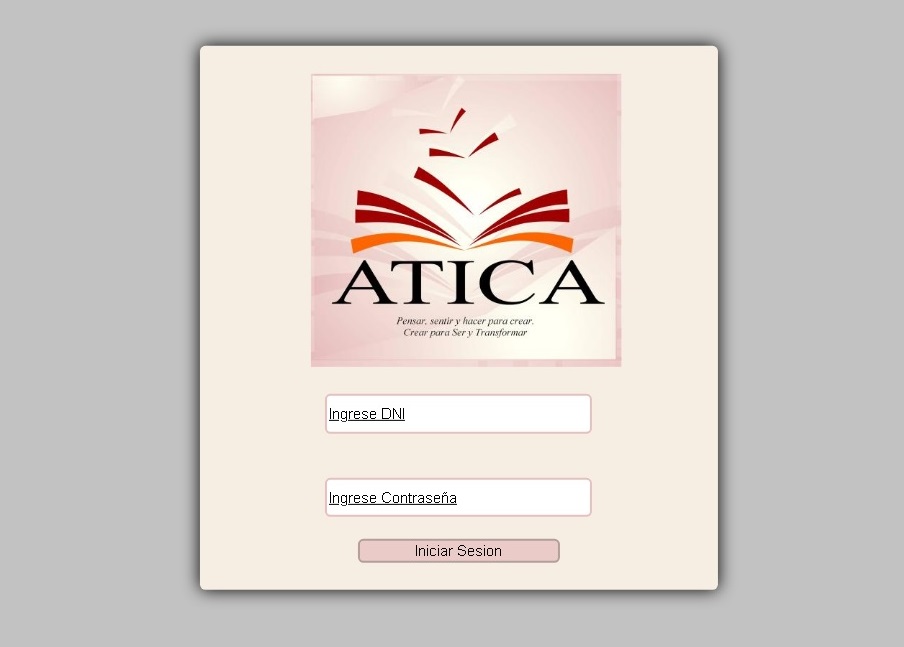 ATICA
Pensar, sentir y hacer para crear.
Crear para Ser y Transformar
Ingrese DNI
Ingrese Contraseña
Iniciar Sesion